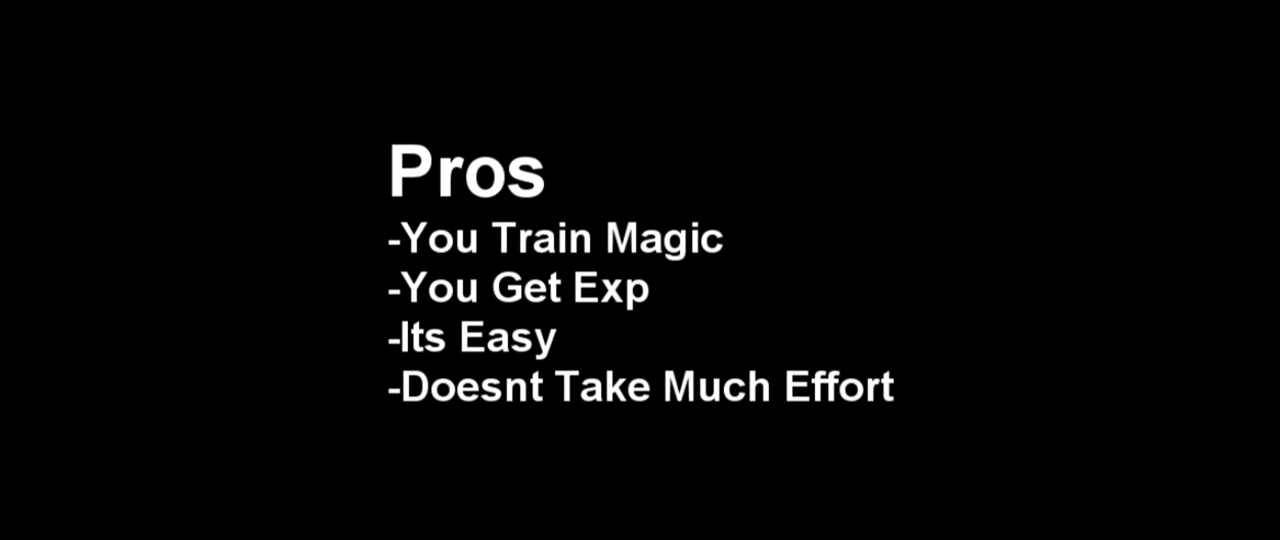 Pros
-You Train Magic
-You Get Exp
-Its Easy
-Doesnt Take Much Effort